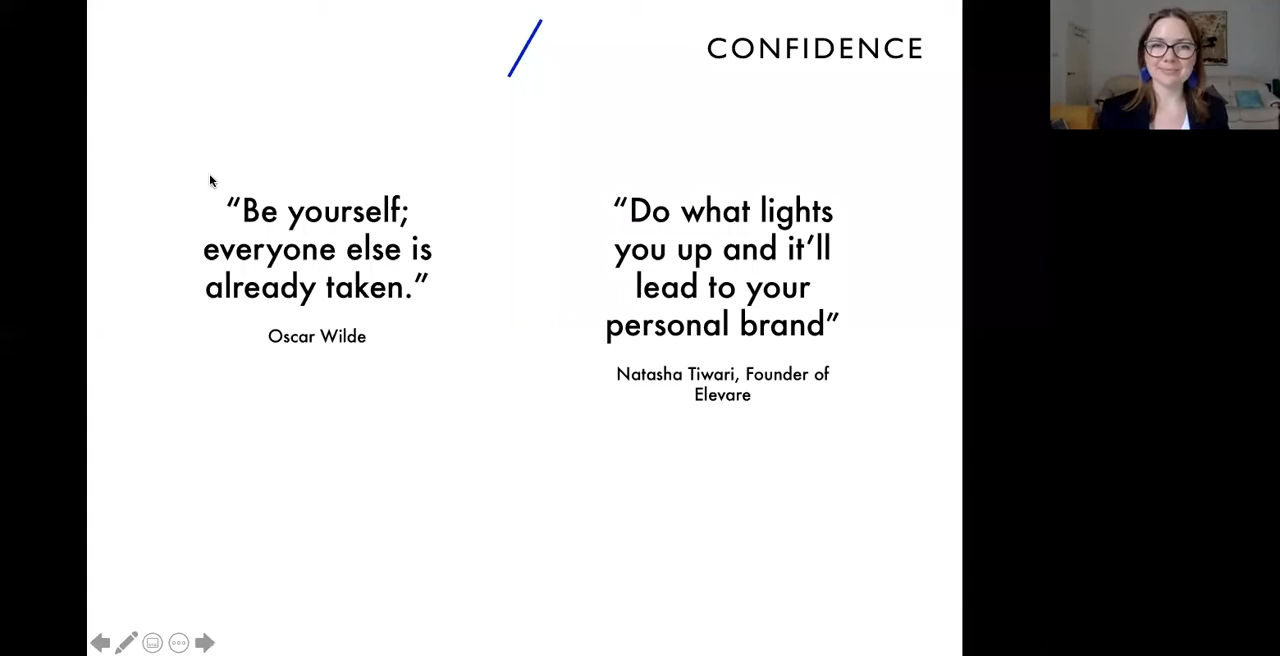 CONFIDENCE
“Be yourself;
everyone else is
already taken.”
Oscar Wilde
“Do what lights
you up and it’ll
lead to your
personal brand”
Natasha Tiwari, Founder of
Elevare